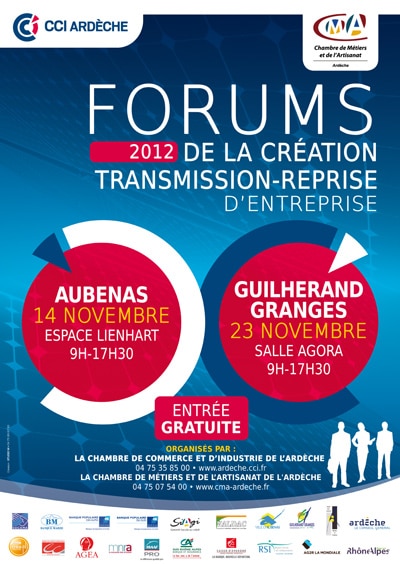 CCI ARDÈCHE
CMA
Chambre de Métiers
et de l'Artisanat
Ardèche
FORUMS
2012 DE LA CRÉATION
TRANSMISSION-REPRISE
D'ENTREPRISE
AUBENAS
14 NOVEMBRE
ESPACE LIENHART
9H-17H30
GUILHERAND
GRANGES
23 NOVEMBRE
SALLE AGORA
9H-17H30
ENTRÉE
GRATUITE
ORGANISÉS PAR :
LA CHAMBRE DE COMMERCE ET D'INDUSTRIE DE L'ARDÈCHE
04 75 35 85 00 • www.ardeche.cci.fr
LA CHAMBRE DE MÉTIERS ET DE L'ARTISANAT DE L'ARDÈCHE
04 75 07 54 00 • www.cma-ardeche.fr
BM
ardèche
AGEA
PRO
RSI
AG2R LA MONDIALE
RhôneAlpes